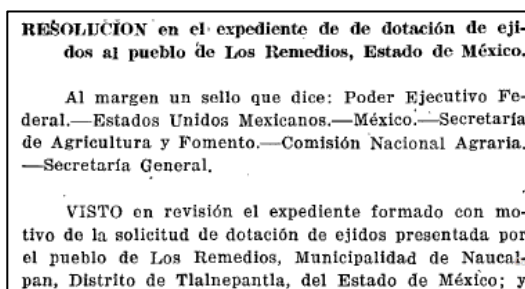 RESOLUCION en el expediente de de dotación de eji-
dos al pueblo de Los Remedios, Estado de México.
Al margen un sello que dice: Poder Ejecutivo Fe-
deral.—Estados Unidos Mexicanos.—México.—Secretaría
de Agricultura y Fomento.—Comisión Nacional Agraria.
—Secretaría General.
VISTO en revisión el expediente formado con mo-
tivo de la solicitud de dotación de ejidos presentada por
el pueblo de Los Remedios, Municipalidad de Naucal-
pan, Distrito de Tlalnepantla, del Estado de México; y